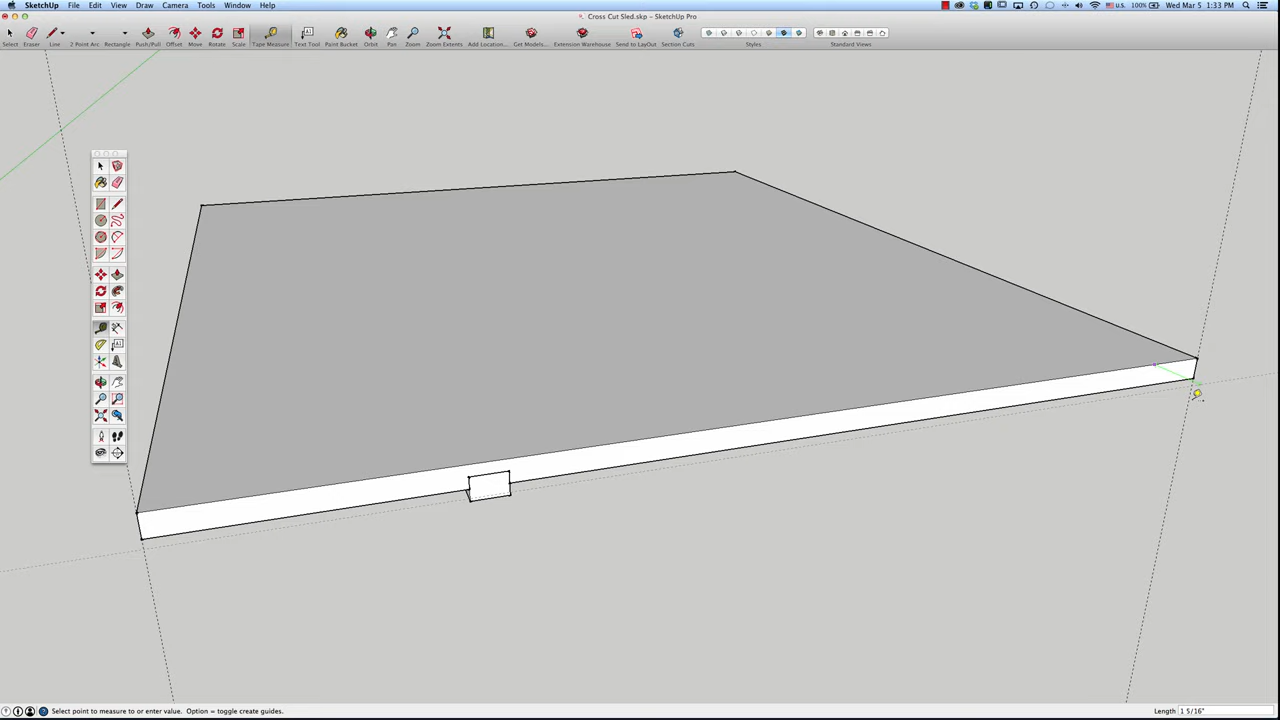 SketchUp File Edit View Draw Camera Tools Window Help U.S. 100% Wed Mar 5 1:33 PM
Cross Cut Sled.skp - SketchUp Pro
Select Eraser Line 2 Point Arc Rectangle Push/Pull Offset Move Rotate Scale Tape Measure Text Tool Paint Bucket Orbit Pan Zoom Zoom Extents Add Location... Get Models... Extension Warehouse Send to LayOut Section Cuts Styles Standard Views
Select point to measure to or enter value. Option = toggle create guides. Length 1 5/16"